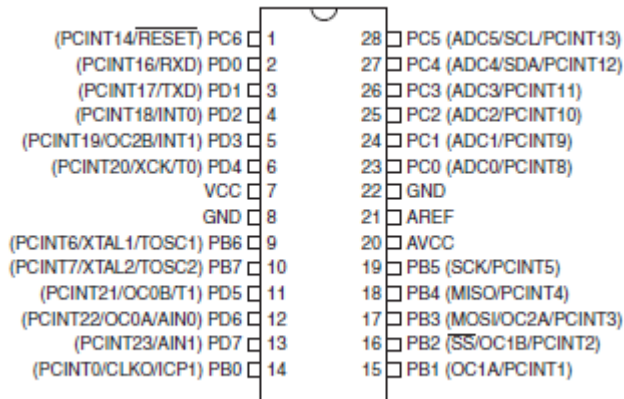 (PCINT14/RESET) PC6 1 28 PC5 (ADC5/SCL/PCINT13)
(PCINT16/RXD) PD0 2 27 PC4 (ADC4/SDA/PCINT12)
(PCINT17/TXD) PD1 3 26 PC3 (ADC3/PCINT11)
(PCINT18/INT0) PD2 4 25 PC2 (ADC2/PCINT10)
(PCINT19/OC2B/INT1) PD3 5 24 PC1 (ADC1/PCINT9)
(PCINT20/XCK/T0) PD4 6 23 PC0 (ADC0/PCINT8)
VCC 7 22 GND
GND 8 21 AREF
(PCINT6/XTAL1/TOSC1) PB6 9 20 AVCC
(PCINT7/XTAL2/TOSC2) PB7 10 19 PB5 (SCK/PCINT5)
(PCINT21/OC0B/T1) PD5 11 18 PB4 (MISO/PCINT4)
(PCINT22/OC0A/AIN0) PD6 12 17 PB3 (MOSI/OC2A/PCINT3)
(PCINT23/AIN1) PD7 13 16 PB2 (SS/OC1B/PCINT2)
(PCINT0/CLKO/ICP1) PB0 14 15 PB1 (OC1A/PCINT1)